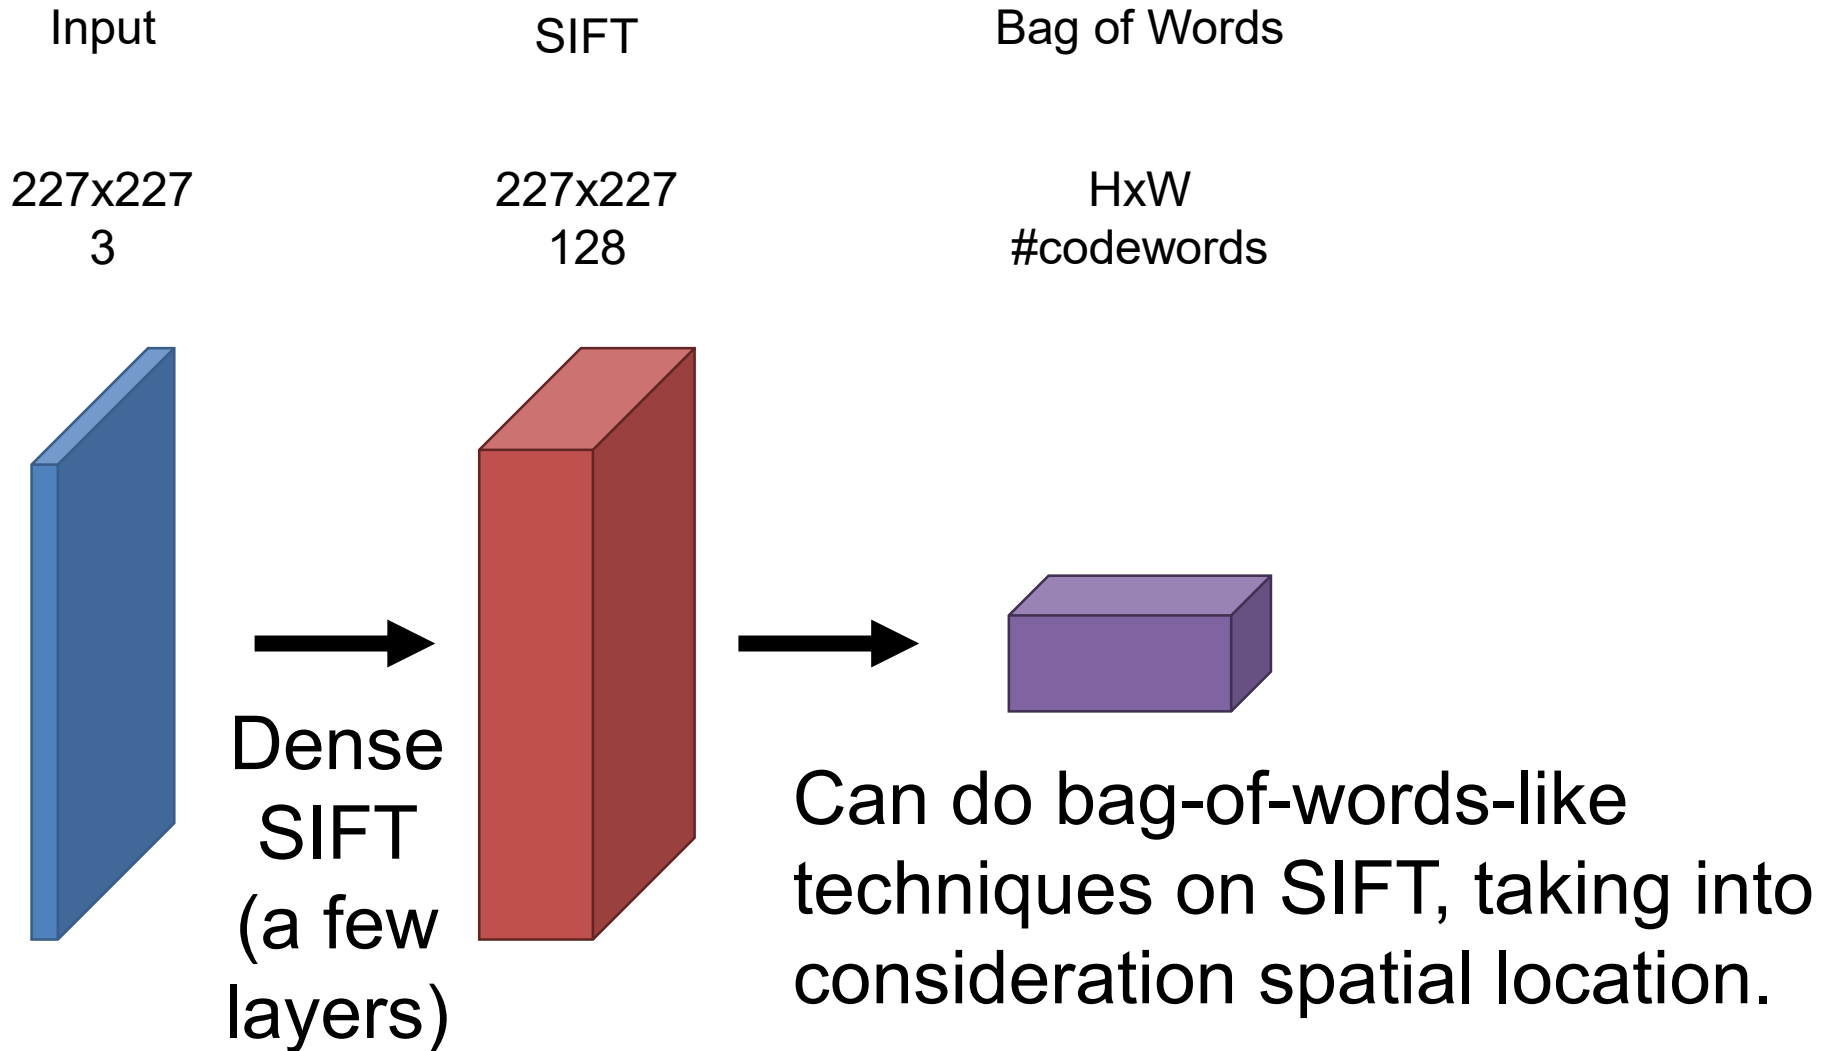 Input
SIFT
Bag of Words
227x227
3
227x227
128
HxW
#codewords
Dense
SIFT
(a few
layers)
Can do bag-of-words-like
techniques on SIFT, taking into
consideration spatial location.